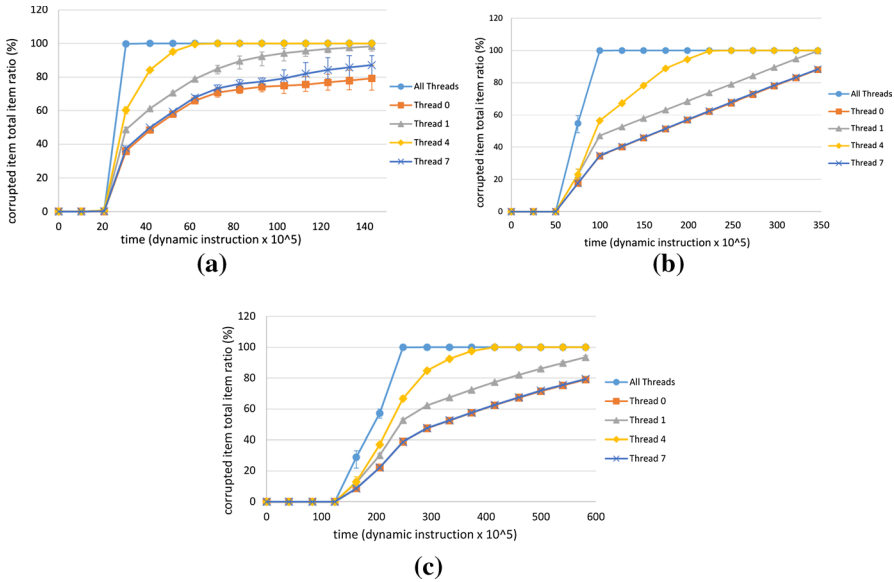 corrupted item total item ratio (%)
120
100
80
60
40
20
0
0 20 40 60 80 100 120 140
time (dynamic instruction x 10^5)
All Threads
Thread 0
Thread 1
Thread 4
Thread 7
(a)
corrupted item total item ratio (%)
120
100
80
60
40
20
0
0 50 100 150 200 250 300 350
time (dynamic instruction x 10^5)
All Threads
Thread 0
Thread 1
Thread 4
Thread 7
(b)
corrupted item total item ratio (%)
120
100
80
60
40
20
0
0 100 200 300 400 500 600
time (dynamic instruction x 10^5)
All Threads
Thread 0
Thread 1
Thread 4
Thread 7
(c)